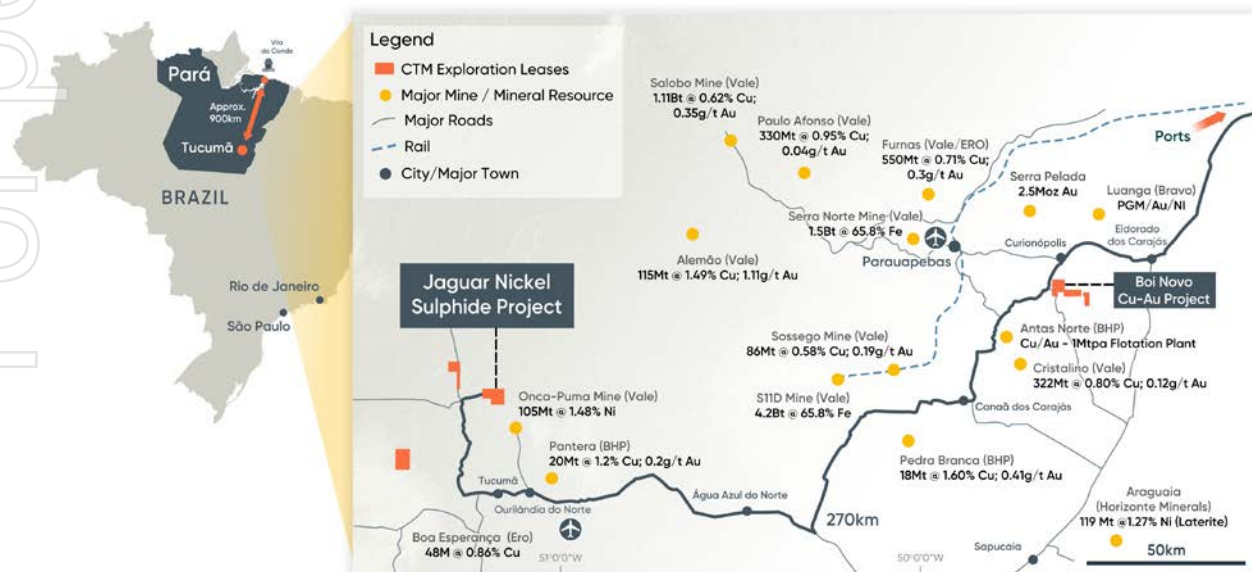 Pará
Vila
do Conde
Approx.
900km
Tucumã
BRAZIL
Rio de Janeiro
São Paulo
Legend
CTM Exploration Leases
Major Mine / Mineral Resource
Major Roads
Rail
City/Major Town
Salobo Mine (Vale)
1.11Bt @ 0.62% Cu;
0.35g/t Au
Paulo Afonso (Vale)
330Mt @ 0.95% Cu;
0.04g/t Au
Furnas (Vale/ERO)
550Mt @ 0.71% Cu;
0.3g/t Au
Ports
Serra Pelada
2.5Moz Au
Luanga (Bravo)
PGM/Au/NI
Serra Norte Mine (Vale)
1.5Bt @ 65.8% Fe
Parauapebas
Curionópolis
Eldorado
dos Carajás
Alemão (Vale)
115Mt @ 1.49% Cu; 1.11g/t Au
Jaguar Nickel
Sulphide Project
Boi Novo
Cu-Au Project
Sossego Mine (Vale)
86Mt @ 0.58% Cu; 0.19g/t Au
Antas Norte (BHP)
Cu/Au - 1Mtpa Flotation Plant
Cristalino (Vale)
322Mt @ 0.80% Cu; 0.12g/t Au
S11D Mine (Vale)
4.2Bt @ 65.8% Fe
Canaã dos Carajás
Onca-Puma Mine (Vale)
105Mt @ 1.48% Ni
Pantera (BHP)
20Mt @ 1.2% Cu; 0.2g/t Au
Pedra Branca (BHP)
18Mt @ 1.60% Cu; 0.41g/t Au
Tucumã
Ourilândia do Norte
Água Azul do Norte
270km
Araguaia
(Horizonte Minerals)
119 Mt @1.27% Ni (Laterite)
Boa Esperança (Ero)
48M @ 0.86% Cu
51°0'0"W
50°0'0"W
Sapucaia
50km